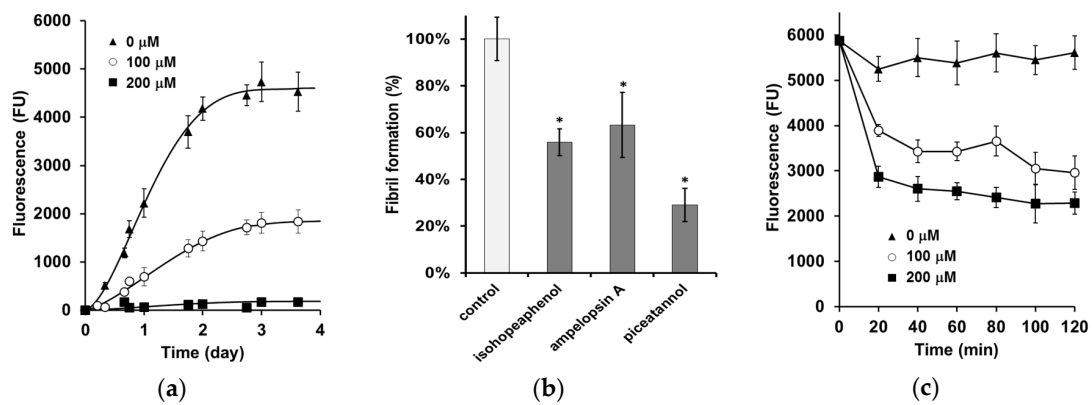 6000
5000
4000
3000
2000
1000
0
Fluorescence (FU)
0 μM
100 μM
200 μM
0 1 2 3 4
Time (day)
(a)
100%
80%
60%
40%
20%
0%
Fibril formation (%)
* * *
control
isohopeaphenol
ampelopsin A
piceatannol
(b)
6000
5000
4000
3000
2000
1000
0
Fluorescence (FU)
0 μM
100 μM
200 μM
0 20 40 60 80 100 120
Time (min)
(c)